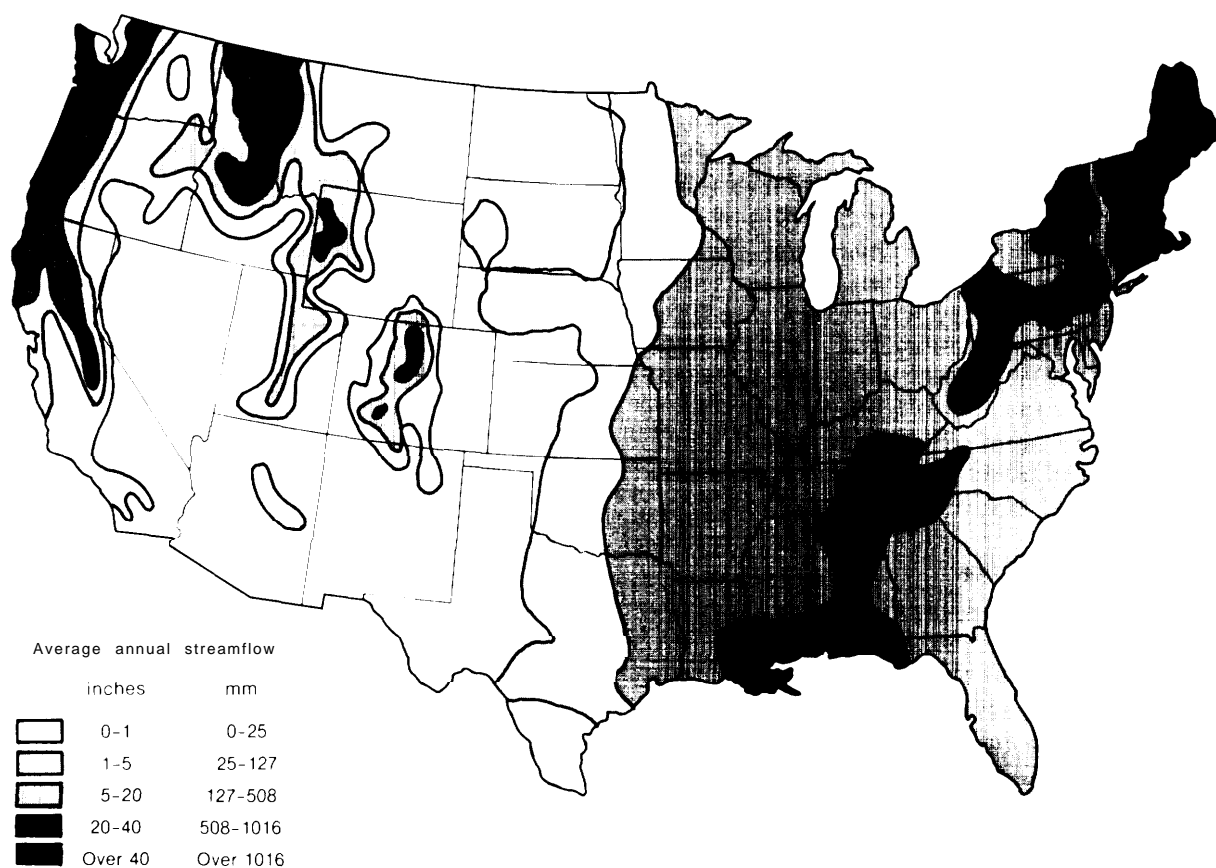 Average annual streamflow
inches mm
0-1 0-25
1-5 25-127
5-20 127-508
20-40 508-1016
Over 40 Over 1016